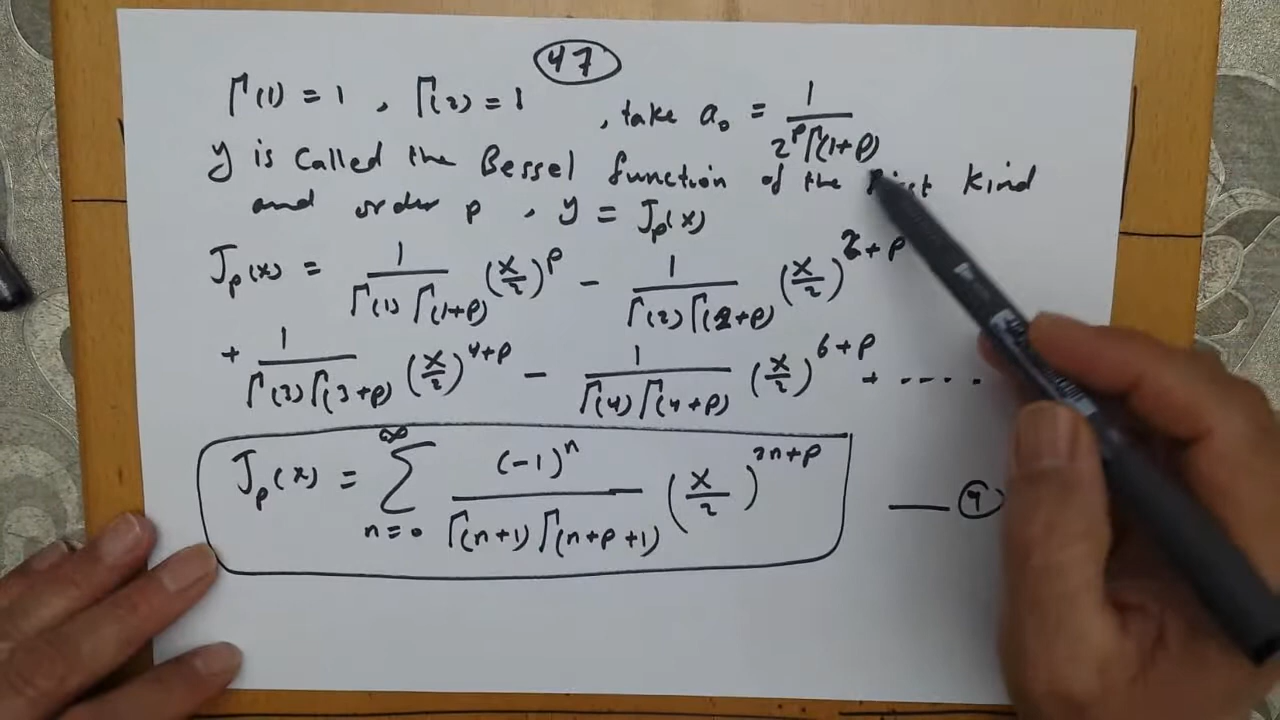 47
Γ(1) = 1 , Γ(2) = 1 , take a₀ = 1/(2^p Γ(1+p))
y is called the Bessel function of the first kind
and order p , y = J_p(x)
J_p(x) = 1/(Γ(1)Γ(1+p)) (x/2)^p − 1/(Γ(2)Γ(2+p)) (x/2)^(2+p)
+ 1/(Γ(3)Γ(3+p)) (x/2)^(4+p) − 1/(Γ(4)Γ(4+p)) (x/2)^(6+p) + .....
J_p(x) = ∑_{n=0}^{∞} (-1)^n/(Γ(n+1)Γ(n+p+1)) (x/2)^(2n+p) — (9)